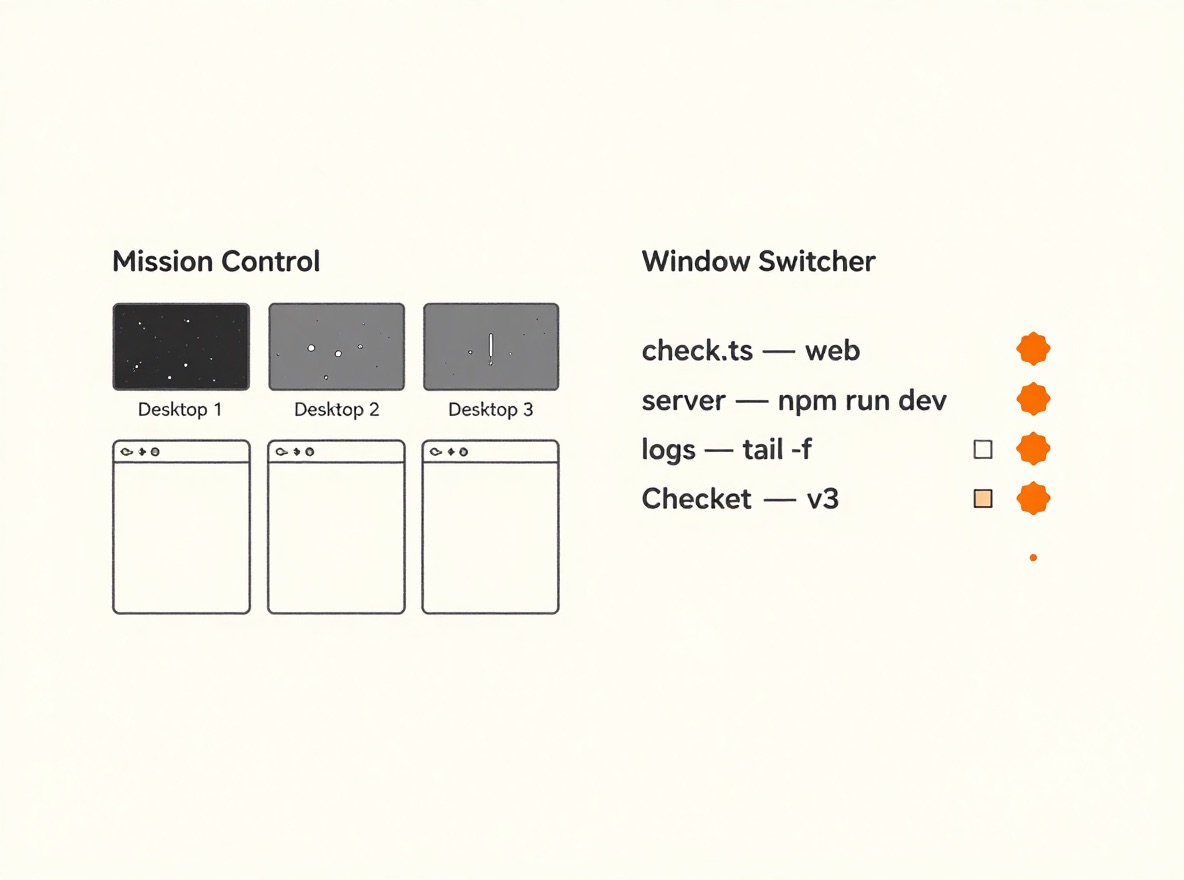 Mission Control
Desktop 1
Desktop 2
Desktop 3
Window Switcher
check.ts — web
server — npm run dev
logs — tail -f
Checket — v3